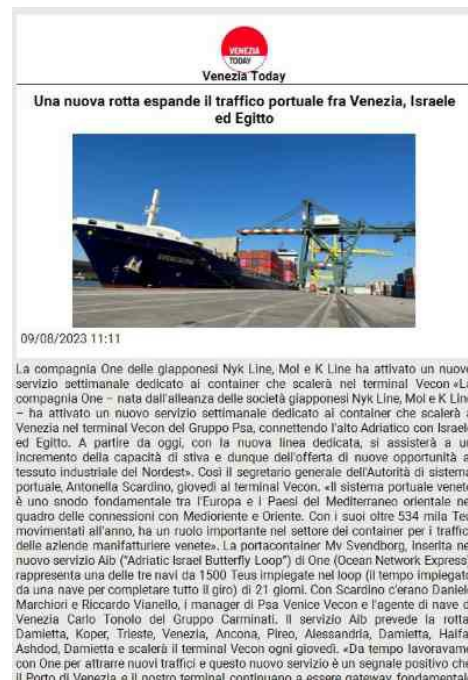 VENEZIA
TODAY
Venezia Today
Una nuova rotta espande il traffico portuale fra Venezia, Israele
ed Egitto
09/08/2023 11:11
La compagnia One delle giapponesi Nyk Line, Mol e K Line ha attivato un nuovo
servizio settimanale dedicato ai container che scalerà nel terminal Vecon «La
compagnia One – nata dall'alleanza delle società giapponesi Nyk Line, Mol e K Line
– ha attivato un nuovo servizio settimanale dedicato ai container che scalerà a
Venezia nel terminal Vecon del Gruppo Psa, connettendo l'alto Adriatico con Israele
ed Egitto. A partire da oggi, con la nuova linea dedicata, si assisterà a un
incremento della capacità di stiva e dunque dell'offerta di nuove opportunità al
tessuto industriale del Nordest». Così il segretario generale dell'Autorità di sistema
portuale, Antonella Scardino, giovedì al terminal Vecon. «Il sistema portuale veneto
è uno snodo fondamentale tra l'Europa e i Paesi del Mediterraneo orientale nel
quadro delle connessioni con Medioriente e Oriente. Con i suoi oltre 534 mila Teu
movimentati all'anno, ha un ruolo importante nel settore dei container per i traffici
delle aziende manifatturiere venete». La portacontainer Mv Svendborg, inserita nel
nuovo servizio Aib ("Adriatic Israel Butterfly Loop") di One (Ocean Network Express)
rappresenta una delle tre navi da 1500 Teus impiegate nel loop (il tempo impiegato
da una nave per completare tutto il giro) di 21 giorni. Con Scardino c'erano Daniele
Marchiori e Riccardo Vianello, i manager di Psa Venice Vecon e l'agente di nave di
Venezia Carlo Tonolo del Gruppo Carminati. Il servizio Aib prevede la rotta:
Damietta, Koper, Trieste, Venezia, Ancona, Pireo, Alessandria, Damietta, Haifa,
Ashdod, Damietta e scalerà il terminal Vecon ogni giovedì. «Da tempo lavoravamo
con One per attrarre nuovi traffici e questo nuovo servizio è un segnale positivo che
il Porto di Venezia e il nostro terminal continuano a essere gateway fondamentali